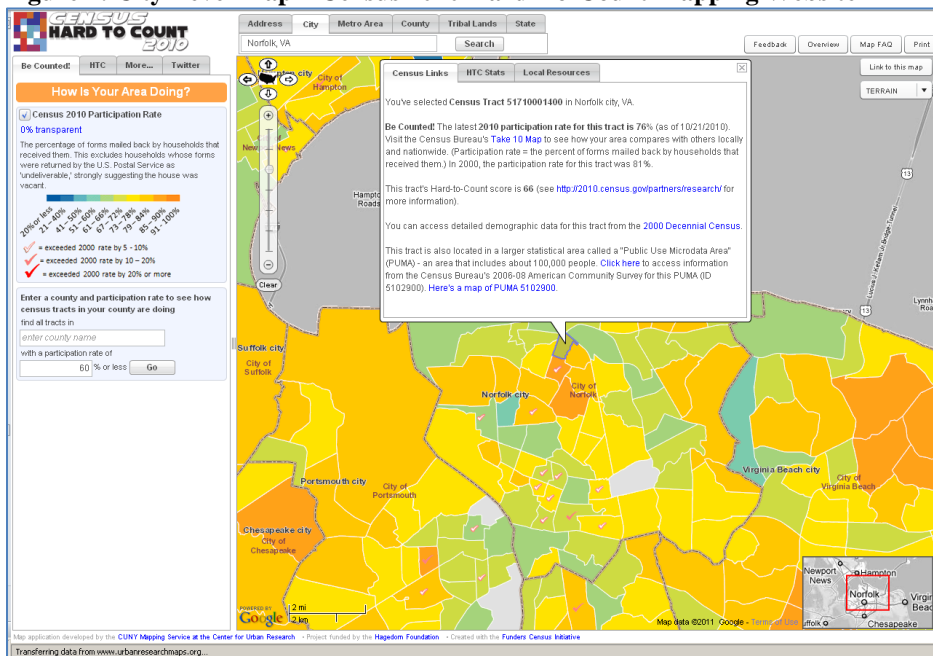 CENSUS
HARD TO COUNT
2010
Address City Metro Area County Tribal Lands State
Norfolk, VA Search
Feedback Overview Map FAQ Print
Be Counted! HTC More... Twitter
How is Your Area Doing?
Census 2010 Participation Rate
0% transparent
The percentage of forms mailed back by households that
received them. This excludes households whose forms
were returned by the U.S. Postal Service as
'undeliverable,' strongly suggesting the house was
vacant.
20% or less 21 - 40% 41 - 50% 51 - 60% 61 - 66% 67 - 72% 73 - 78% 79 - 84% 85 - 90% 91 - 100%
= exceeded 2000 rate by 5 - 10%
= exceeded 2000 rate by 10 - 20%
= exceeded 2000 rate by 20% or more
Enter a county and participation rate to see how
census tracts in your county are doing
find all tracts in
enter county name
with a participation rate of
60 % or less Go
Link to this map
TERRAIN
Clear
Census Links HTC Stats Local Resources
You've selected Census Tract 51710001400 in Norfolk city, VA.
Be Counted! The latest 2010 participation rate for this tract is 76% (as of 10/21/2010).
Visit the Census Bureau's Take 10 Map to see how your area compares with others locally
and nationwide. (Participation rate = the percent of forms mailed back by households that
received them.) In 2000, the participation rate for this tract was 81%.
This tract's Hard-to-Count score is 66 (see http://2010.census.gov/partners/research/ for
more information).
You can access detailed demographic data for this tract from the 2000 Decennial Census.
This tract is also located in a larger statistical area called a "Public Use Microdata Area"
(PUMA) - an area that includes about 100,000 people. Click here to access information
from the Census Bureau's 2006-08 American Community Survey for this PUMA (ID
5102900). Here's a map of PUMA 5102900.
City of
Hampton
Roads
13
13
Suffolk city
City of
Suffolk
Norfolk city
City of
Norfolk
Portsmouth city
City of
Portsmouth
Virginia Beach city
City of
Virginia Beach
Chesapeake city
City of
Chesapeake
Newport
News
Hampton
Norfolk
Chesapeake
POWERED BY
Google
2 mi
2 km
Map data ©2011 Google - Terms of Use
Map application developed by the CUNY Mapping Service at the Center for Urban Research • Project funded by the Hagedorn Foundation • Created with the Funders Census Initiative
Transferring data from www.urbanresearchmaps.org...